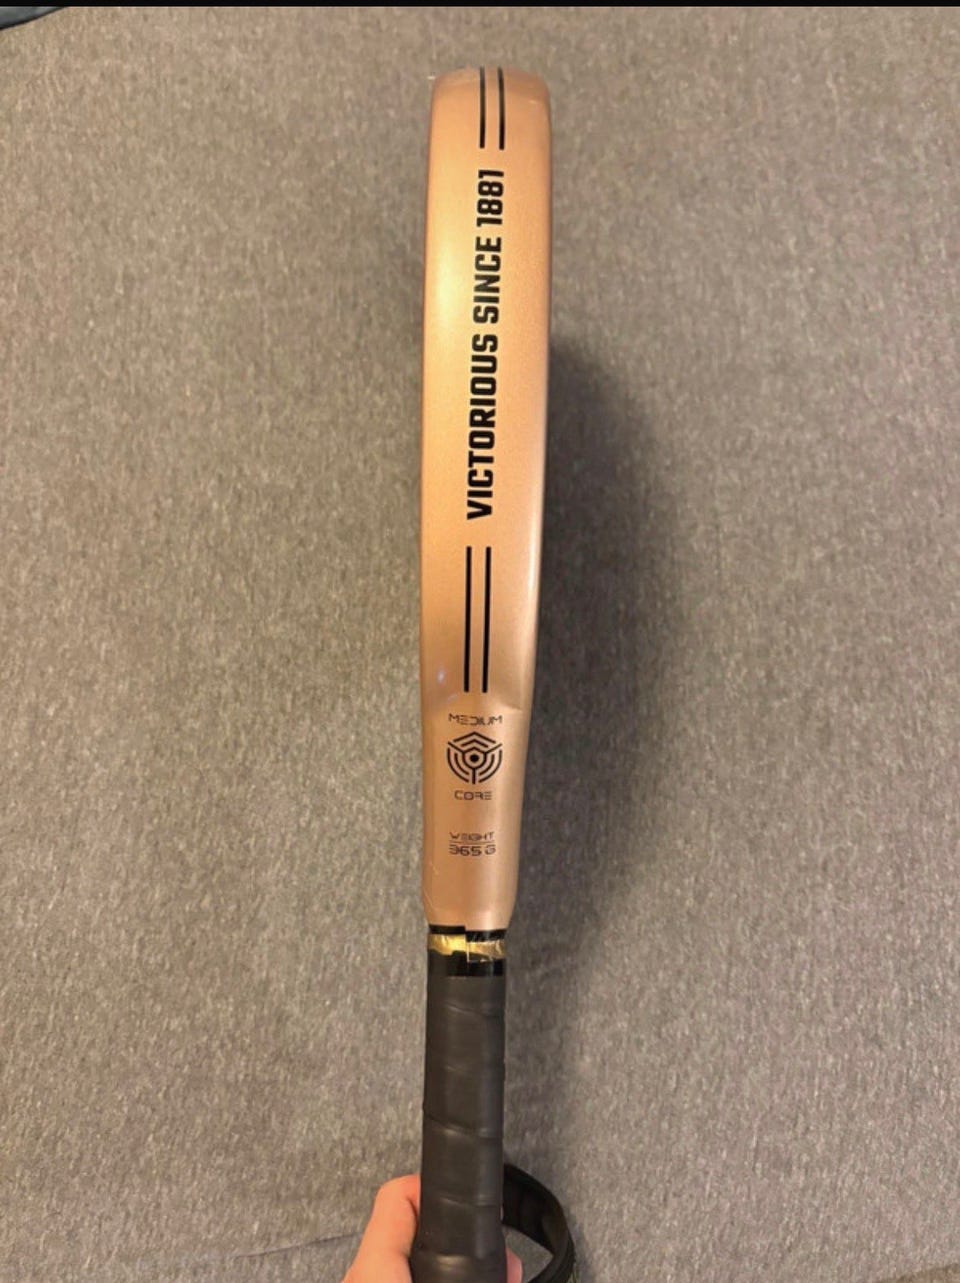 VICTORIOUS SINCE 1881
MEDIUM
CORE
WEIGHT
365 G